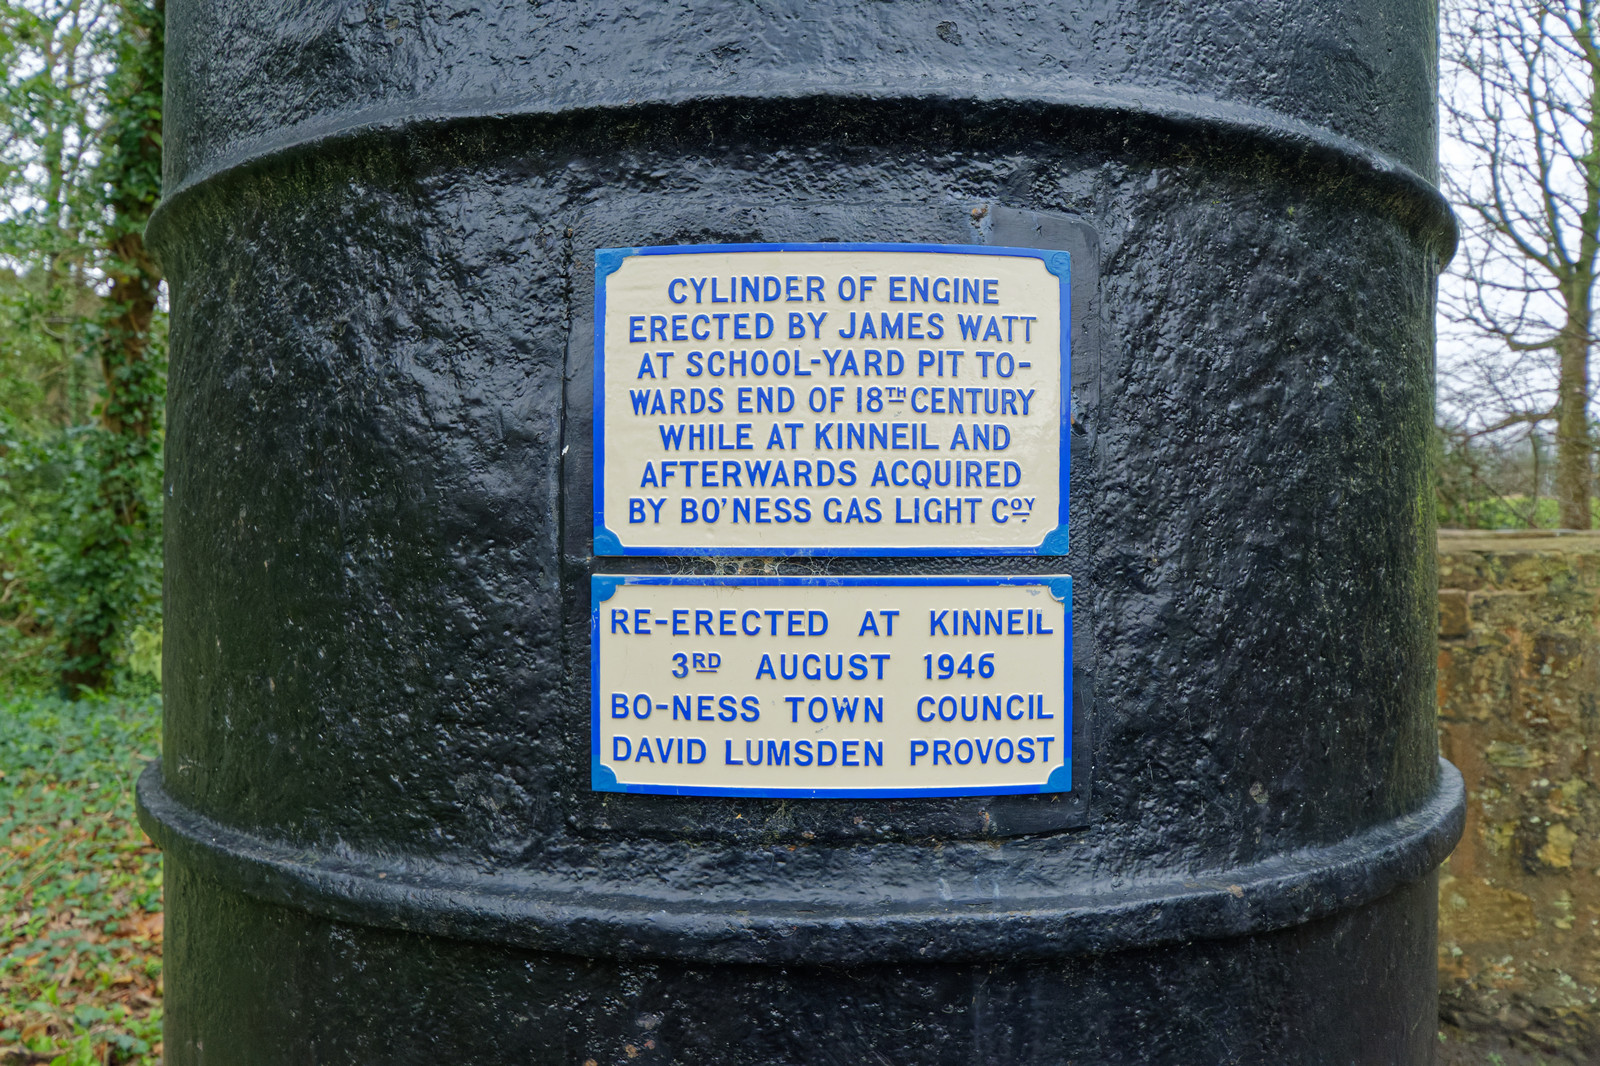 CYLINDER OF ENGINE
ERECTED BY JAMES WATT
AT SCHOOL-YARD PIT TO-
WARDS END OF 18TH CENTURY
WHILE AT KINNEIL AND
AFTERWARDS ACQUIRED
BY BO'NESS GAS LIGHT COY.
RE-ERECTED AT KINNEIL
3RD AUGUST 1946
BO-NESS TOWN COUNCIL
DAVID LUMSDEN PROVOST